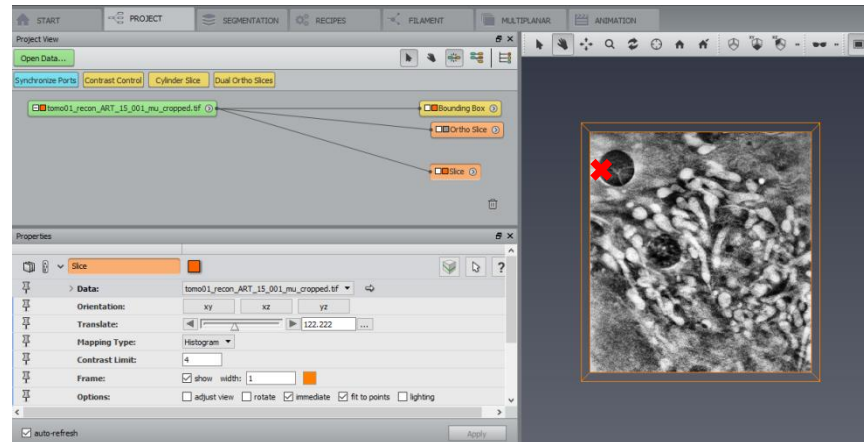 START PROJECT SEGMENTATION RECIPES FILAMENT MULTIPLANAR ANIMATION
Project View
Open Data...
Synchronize Ports Contrast Control Cylinder Slice Dual Ortho Slices
tomo01_recon_ART_15_001_mu_cropped.tif
Bounding Box
Ortho Slice
Slice
Properties
Slice
?
Data: tomo01_recon_ART_15_001_mu_cropped.tif
Orientation: xy xz yz
Translate: 122.222 ...
Mapping Type: Histogram
Contrast Limit: 4
Frame: show width: 1
Options: adjust view rotate immediate fit to points lighting
auto-refresh Apply